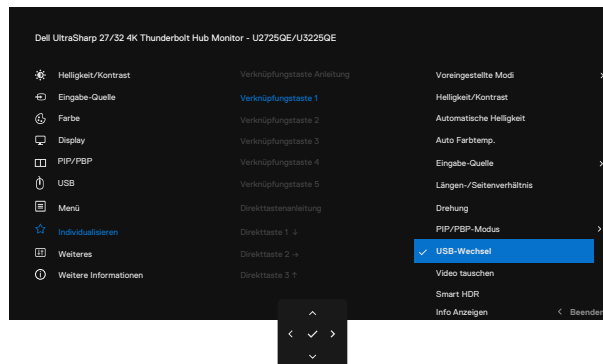 Dell UltraSharp 27/32 4K Thunderbolt Hub Monitor - U2725QE/U3225QE
Helligkeit/Kontrast
Eingabe-Quelle
Farbe
Display
PIP/PBP
USB
Menü
Individualisieren
Weiteres
Weitere Informationen
Verknüpfungstaste Anleitung
Verknüpfungstaste 1
Verknüpfungstaste 2
Verknüpfungstaste 3
Verknüpfungstaste 4
Verknüpfungstaste 5
Direkttastenanleitung
Direkttaste 1 ↓
Direkttaste 2 →
Direkttaste 3 ↑
Voreingestellte Modi
Helligkeit/Kontrast
Automatische Helligkeit
Auto Farbtemp.
Eingabe-Quelle
Längen-/Seitenverhältnis
Drehung
PIP/PBP-Modus
USB-Wechsel
Video tauschen
Smart HDR
Info Anzeigen
Beenden